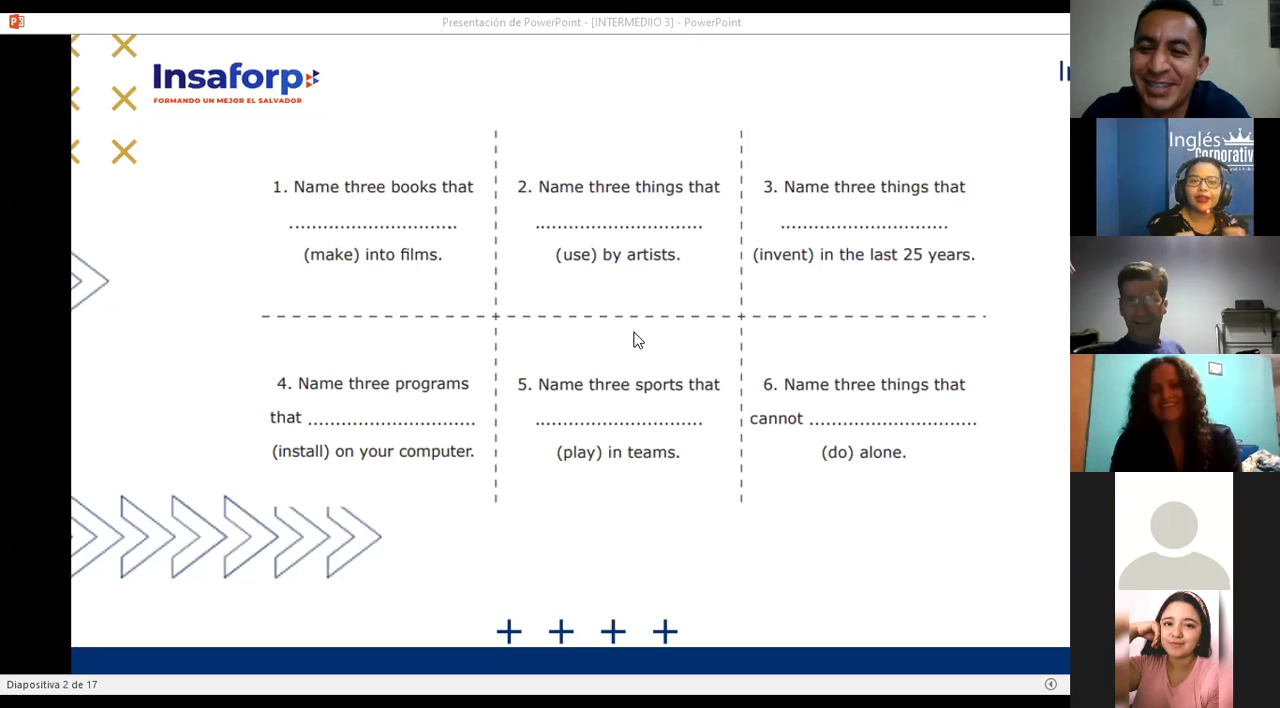 Presentación de PowerPoint - [INTERMEDIIO 3] - PowerPoint
Insaforp
FORMANDO UN MEJOR EL SALVADOR
1. Name three books that
..............................
(make) into films.
2. Name three things that
..............................
(use) by artists.
3. Name three things that
..............................
(invent) in the last 25 years.
4. Name three programs
that ..............................
(install) on your computer.
5. Name three sports that
..............................
(play) in teams.
6. Name three things that
cannot ..............................
(do) alone.
Diapositiva 2 de 17
Inglés